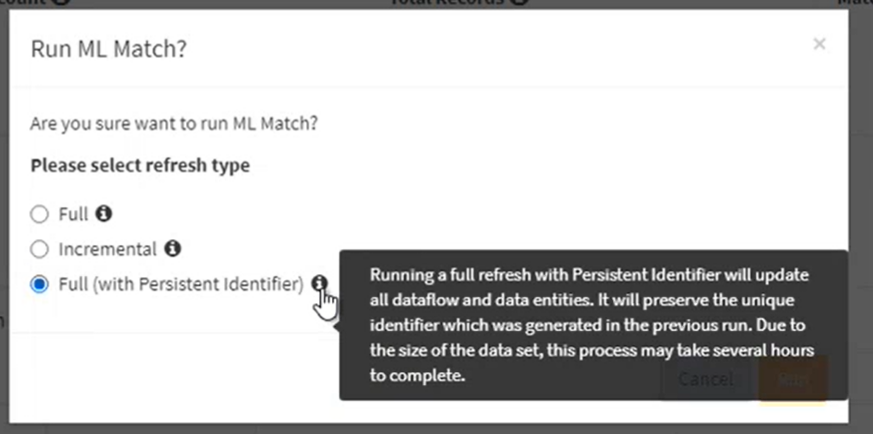 Total Records
Run ML Match?
×
Are you sure want to run ML Match?
Please select refresh type
Full
Incremental
Full (with Persistent Identifier)
Running a full refresh with Persistent Identifier will update
all dataflow and data entities. It will preserve the unique
identifier which was generated in the previous run. Due to
the size of the data set, this process may take several hours
to complete.
Cancel Run